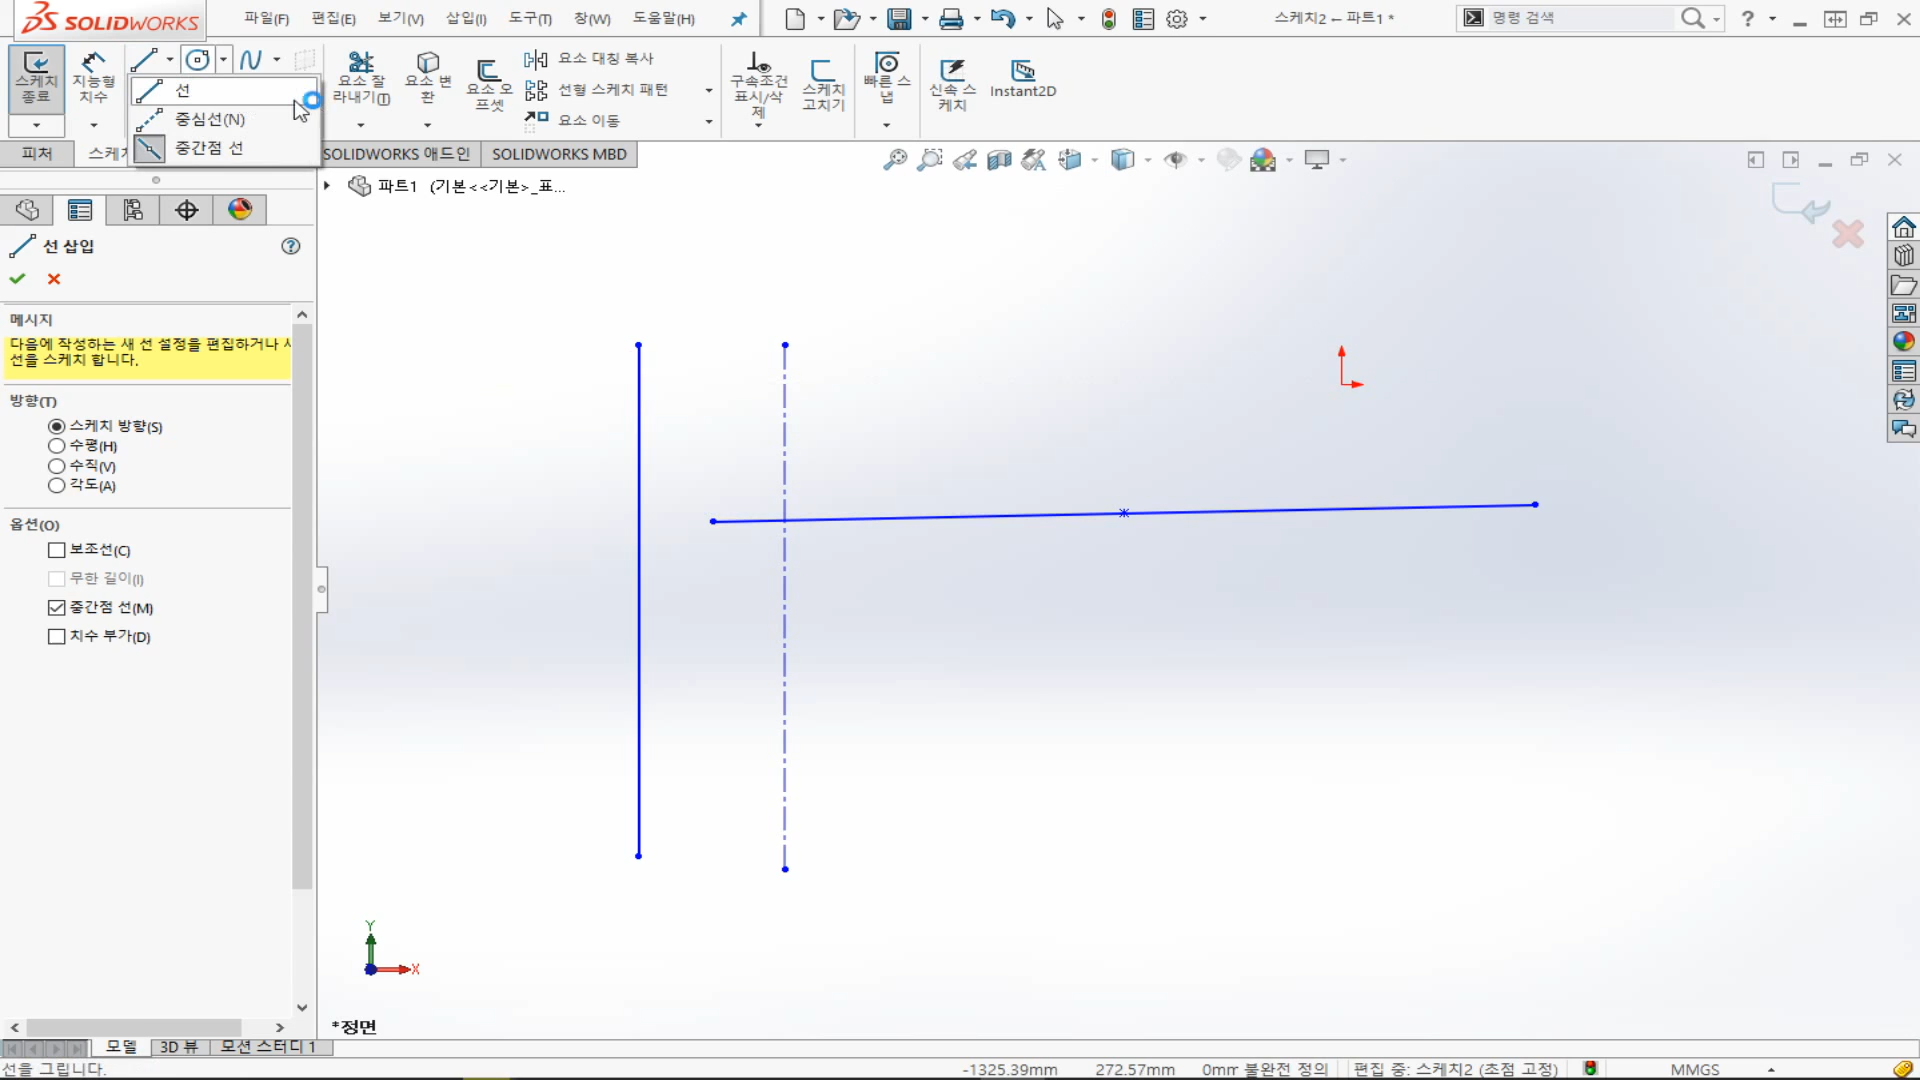 SOLIDWORKS
파일(F) 편집(E) 보기(V) 삽입(I) 도구(T) 창(W) 도움말(H)
스케치2 - 파트1 *
명령 검색
스케치 종료
지능형 치수
선
중심선(N)
중간점 선
요소 잘라내기(T)
요소 변환
요소 오프셋
요소 대칭 복사
선형 스케치 패턴
요소 이동
구속조건 표시/삭제
스케치 고치기
빠른 스냅
신속 스케치
Instant2D
피처 스케치 SOLIDWORKS 애드인 SOLIDWORKS MBD
파트1 (기본<<기본>_표...
선 삽입
메시지
다음에 작성하는 새 선 설정을 편집하거나
선을 스케치 합니다.
방향(T)
스케치 방향(S)
수평(H)
수직(V)
각도(A)
옵션(O)
보조선(C)
무한 길이(I)
중간점 선(M)
치수 부가(D)
Y
X
*정면
모델 3D 뷰 모션 스터디 1
선을 그립니다.
-1325.39mm 272.57mm 0mm 불완전 정의 편집 중: 스케치2 (초점 고정) MMGS